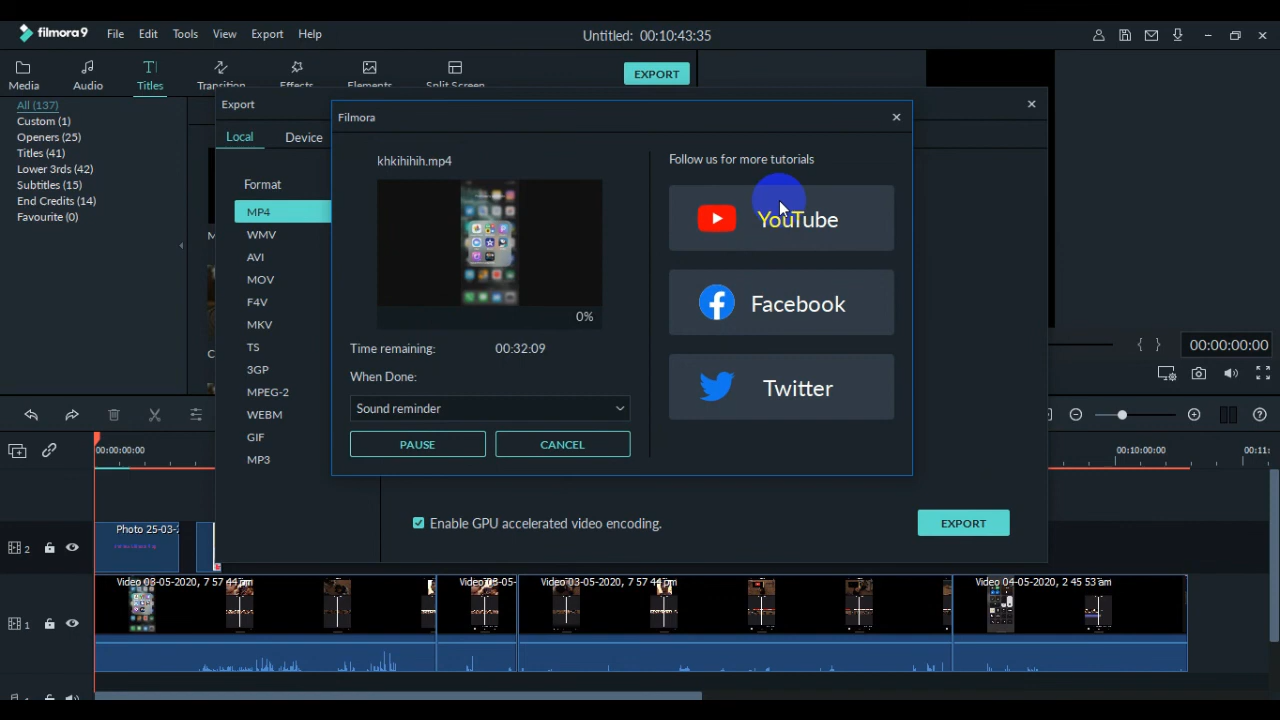 filmora9 File Edit Tools View Export Help
Untitled: 00:10:43:35
Media Audio Titles Transition Effects Elements Split Screen
EXPORT
All (137)
Custom (1)
Openers (25)
Titles (41)
Lower 3rds (42)
Subtitles (15)
End Credits (14)
Favourite (0)
Export
Local Device
Format
MP4
WMV
AVI
MOV
F4V
MKV
TS
3GP
MPEG-2
WEBM
GIF
MP3
Filmora
khkihihih.mp4
0%
Time remaining: 00:32:09
When Done:
Sound reminder
PAUSE CANCEL
Follow us for more tutorials
YouTube
Facebook
Twitter
Enable GPU accelerated video encoding.
EXPORT
{ } 00:00:00:00
00:00:00:00 00:10:00:00 00:11:
2 Photo 25-03-
Video 03-05-2020, 7 57 44 pm Video 03-05- Video 03-05-2020, 7 57 44 pm Video 04-05-2020, 2 45 53 am
1